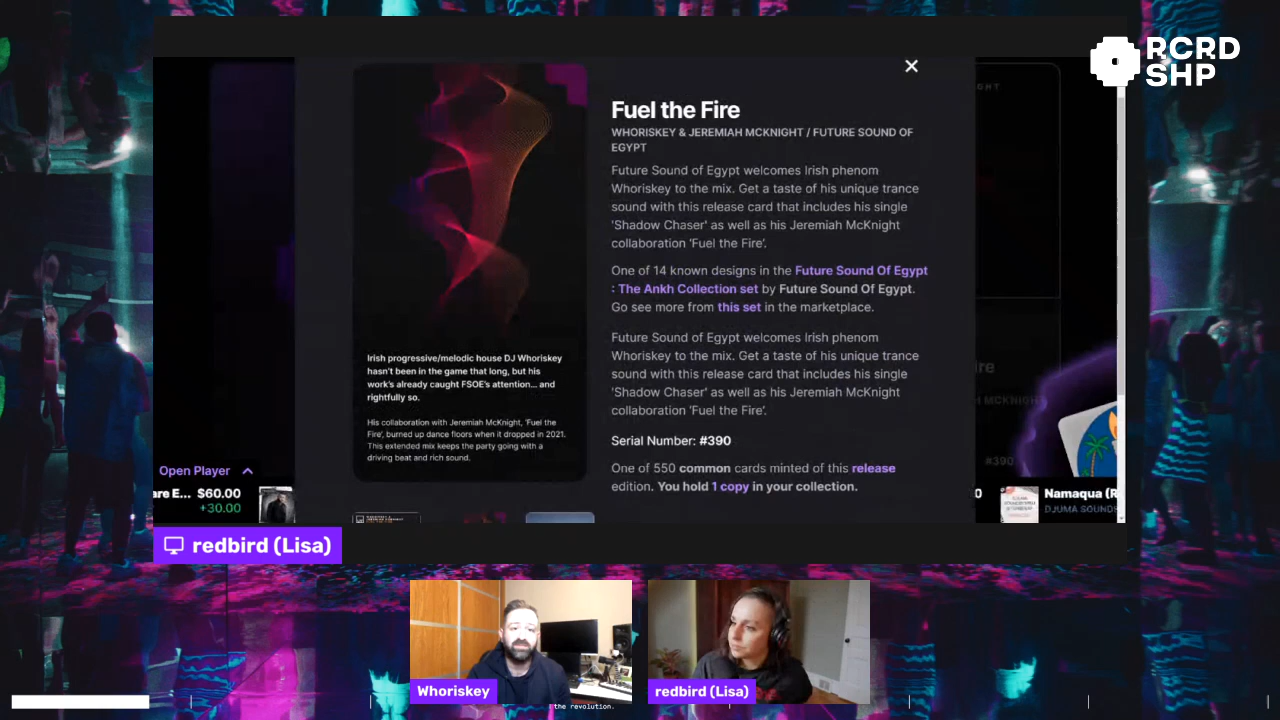 RCRD
SHP
Fuel the Fire
WHORISKEY & JEREMIAH MCKNIGHT / FUTURE SOUND OF
EGYPT
Future Sound of Egypt welcomes Irish phenom
Whoriskey to the mix. Get a taste of his unique trance
sound with this release card that includes his single
'Shadow Chaser' as well as his Jeremiah McKnight
collaboration 'Fuel the Fire'.
One of 14 known designs in the Future Sound Of Egypt
: The Ankh Collection set by Future Sound Of Egypt.
Go see more from this set in the marketplace.
Future Sound of Egypt welcomes Irish phenom
Whoriskey to the mix. Get a taste of his unique trance
sound with this release card that includes his single
'Shadow Chaser' as well as his Jeremiah McKnight
collaboration 'Fuel the Fire'.
Serial Number: #390
One of 550 common cards minted of this release
edition. You hold 1 copy in your collection.
Irish progressive/melodic house DJ Whoriskey
hasn't been in the game that long, but his
work's already caught FSOE's attention... and
rightfully so.
His collaboration with Jeremiah McKnight, 'Fuel the
Fire', burned up dance floors when it dropped in 2021.
This extended mix keeps the party going with a
driving beat and rich sound.
Open Player
are E... $60.00
+30.00
MCKNIGHT
#390
0
Namaqua (R
DJUMA SOUNDS
redbird (Lisa)
Whoriskey
redbird (Lisa)
the revolution.